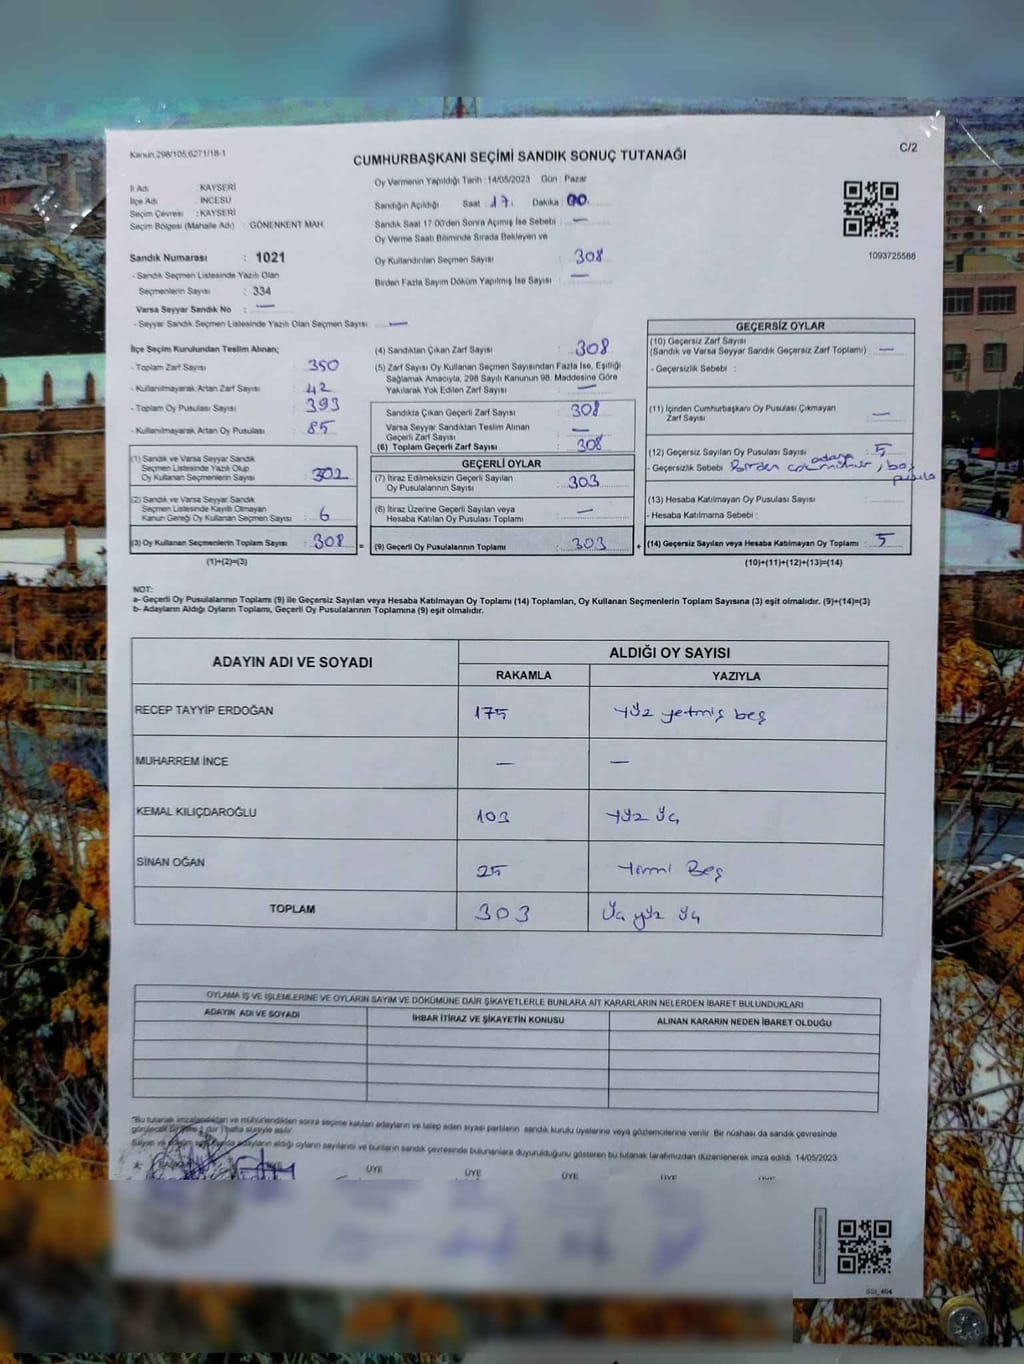 Kanun:298/105;6271/18-1
C/2
CUMHURBAŞKANI SEÇİMİ SANDIK SONUÇ TUTANAĞI
İl Adı : KAYSERİ
İlçe Adı : İNCESU
Seçim Çevresi : KAYSERİ
Seçim Bölgesi (Mahalle Adı) : GÖNENKENT MAH.
Sandık Numarası : 1021
- Sandık Seçmen Listesinde Yazılı Olan
Seçmenlerin Sayısı : 334
Varsa Seyyar Sandık No : —
- Seyyar Sandık Seçmen Listesinde Yazılı Olan Seçmen Sayısı : —
Oy Vermenin Yapıldığı Tarih : 14/05/2023 Gün : Pazar
Sandığın Açıldığı Saat : 17. Dakika : 00
Sandık Saat 17.00'den Sonra Açımış İse Sebebi : —
Oy Verme Saati Bitiminde Sırada Bekleyen ve
Oy Kullandırılan Seçmen Sayısı : 308
Birden Fazla Sayım Döküm Yapılmış İse Sayısı : —
1093725588
İlçe Seçim Kurulundan Teslim Alınan;
- Toplam Zarf Sayısı : 350
- Kullanılmayarak Artan Zarf Sayısı : 42
- Toplam Oy Pusulası Sayısı : 393
- Kullanılmayarak Artan Oy Pusulası : 85
(1) Sandık ve Varsa Seyyar Sandık
Seçmen Listesinde Yazılı Olup
Oy Kullanan Seçmenlerin Sayısı : 302
(2) Sandık ve Varsa Seyyar Sandık
Seçmen Listesinde Kayıtlı Olmayan
Kanun Gereği Oy Kullanan Seçmen Sayısı : 6
(3) Oy Kullanan Seçmenlerin Toplam Sayısı : 308 =
(1)+(2)=(3)
(4) Sandıktan Çıkan Zarf Sayısı : 308
(5) Zarf Sayısı Oy Kullanan Seçmen Sayısından Fazla İse, Eşitliği
Sağlamak Amacıyla, 298 Sayılı Kanunun 98. Maddesine Göre
Yakılarak Yok Edilen Zarf Sayısı : —
Sandıkta Çıkan Geçerli Zarf Sayısı : 308
Varsa Seyyar Sandıktan Teslim Alınan
Geçerli Zarf Sayısı : —
(6) Toplam Geçerli Zarf Sayısı : 308
GEÇERLİ OYLAR
(7) İtiraz Edilmeksizin Geçerli Sayılan
Oy Pusulalarının Sayısı : 303
(8) İtiraz Üzerine Geçerli Sayılan veya
Hesaba Katılan Oy Pusulası Toplamı : —
(9) Geçerli Oy Pusulalarının Toplamı : 303 +
GEÇERSİZ OYLAR
(10) Geçersiz Zarf Sayısı
(Sandık ve Varsa Seyyar Sandık Geçersiz Zarf Toplamı) : —
- Geçersizlik Sebebi :
(11) İçinden Cumhurbaşkanı Oy Pusulası Çıkmayan
Zarf Sayısı : —
(12) Geçersiz Sayılan Oy Pusulası Sayısı : 5
- Geçersizlik Sebebi Birden çok adaya , boş
pusula
(13) Hesaba Katılmayan Oy Pusulası Sayısı :
- Hesaba Katılmama Sebebi :
(14) Geçersiz Sayılan veya Hesaba Katılmayan Oy Toplamı : 5
(10)+(11)+(12)+(13)=(14)
NOT:
a- Geçerli Oy Pusulalarının Toplamı (9) ile Geçersiz Sayılan veya Hesaba Katılmayan Oy Toplamı (14) Toplamları, Oy Kullanan Seçmenlerin Toplam Sayısına (3) eşit olmalıdır. (9)+(14)=(3)
b- Adayların Aldığı Oyların Toplamı, Geçerli Oy Pusulalarının Toplamına (9) eşit olmalıdır.
ADAYIN ADI VE SOYADI
ALDIĞI OY SAYISI
RAKAMLA YAZIYLA
RECEP TAYYİP ERDOĞAN 175 yüz yetmiş beş
MUHARREM İNCE — —
KEMAL KILIÇDAROĞLU 103 yüz üç
SİNAN OĞAN 25 yirmi Beş
TOPLAM 303 Üç yüz üç
OYLAMA İŞ VE İŞLEMLERİNE VE OYLARIN SAYIM VE DÖKÜMÜNE DAİR ŞİKAYETLERLE BUNLARA AİT KARARLARIN NELERDEN İBARET BULUNDUKLARI
ADAYIN ADI VE SOYADI İHBAR İTİRAZ VE ŞİKAYETİN KONUSU ALINAN KARARIN NEDEN İBARET OLDUĞU
"Bu tutanak imzalandıktan ve mühürlendikten sonra seçime katılan adayların ve talep eden siyasi partilerin sandık kurulu üyelerine veya gözlemcilerine verilir. Bir nüshası da sandık çevresinde
görülecek bir yere 1 (bir) hafta süreyle asılır.
Sayım ve döküm sonunda adayların aldığı oyların sayılarını ve bunların sandık çevresinde bulunanlara duyurulduğunu gösteren bu tutanak tarafımızdan düzenlenerek imza edildi. 14/05/2023
ÜYE ÜYE ÜYE ÜYE ÜYE